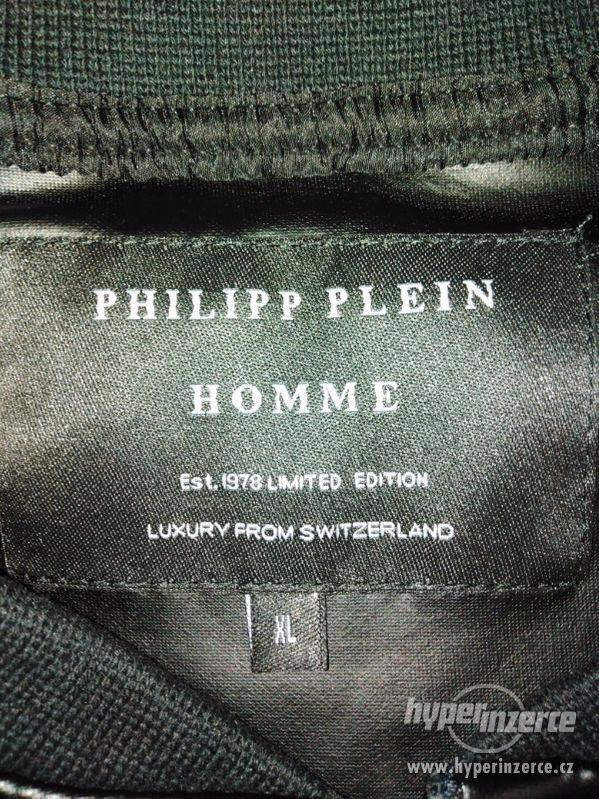 PHILIPP PLEIN
HOMME
Est. 1978 LIMITED EDITION
LUXURY FROM SWITZERLAND
XL
hyperinzerce
www.hyperinzerce.cz